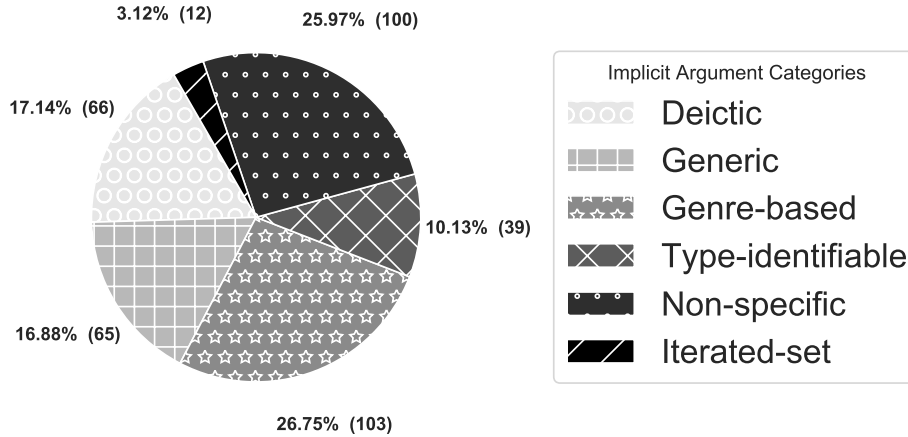 3.12% (12)
25.97% (100)
17.14% (66)
10.13% (39)
16.88% (65)
26.75% (103)
Implicit Argument Categories
Deictic
Generic
Genre-based
Type-identifiable
Non-specific
Iterated-set